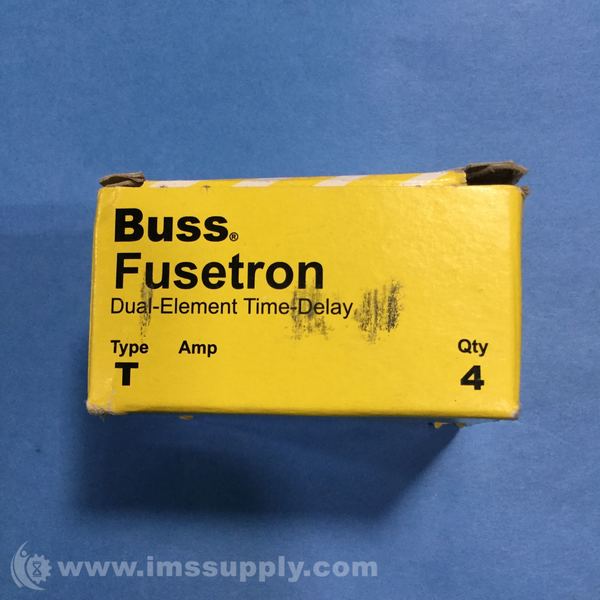 Buss®
Fusetron
Dual-Element Time-Delay
Type Amp Qty
T 4
www.imssupply.com